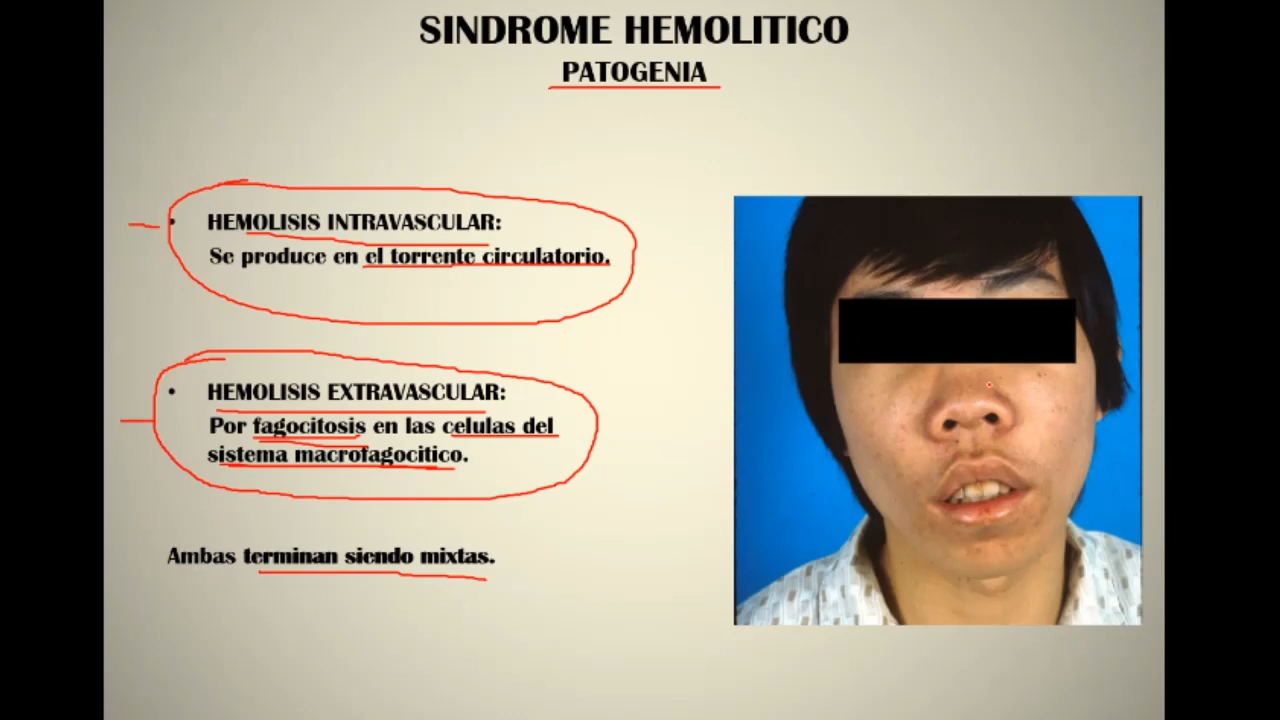 SINDROME HEMOLITICO
PATOGENIA
• HEMOLISIS INTRAVASCULAR:
Se produce en el torrente circulatorio.
• HEMOLISIS EXTRAVASCULAR:
Por fagocitosis en las celulas del
sistema macrofagocitico.
Ambas terminan siendo mixtas.